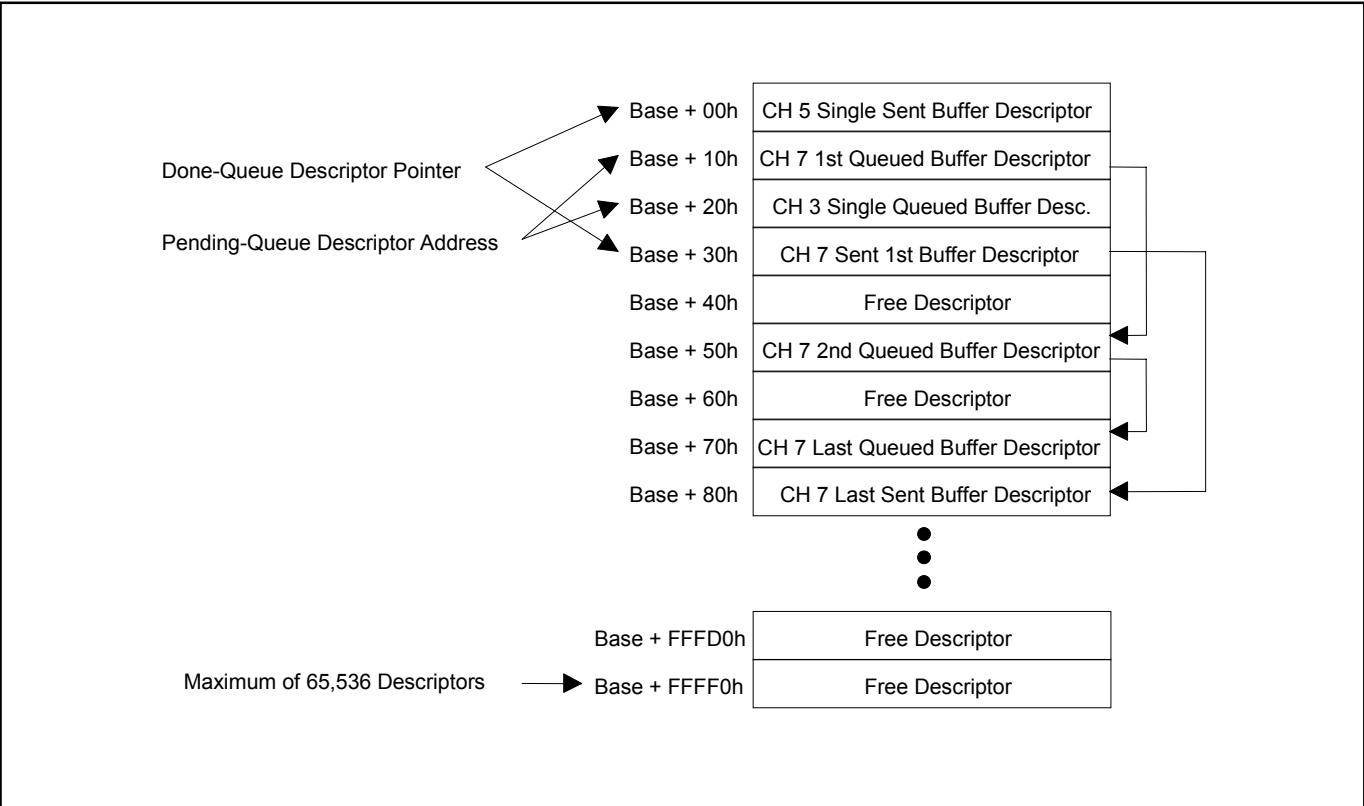 Base + 00h CH 5 Single Sent Buffer Descriptor
Done-Queue Descriptor Pointer
Base + 10h CH 7 1st Queued Buffer Descriptor
Base + 20h CH 3 Single Queued Buffer Desc.
Pending-Queue Descriptor Address
Base + 30h CH 7 Sent 1st Buffer Descriptor
Base + 40h Free Descriptor
Base + 50h CH 7 2nd Queued Buffer Descriptor
Base + 60h Free Descriptor
Base + 70h CH 7 Last Queued Buffer Descriptor
Base + 80h CH 7 Last Sent Buffer Descriptor
Base + FFFD0h Free Descriptor
Maximum of 65,536 Descriptors Base + FFFF0h Free Descriptor